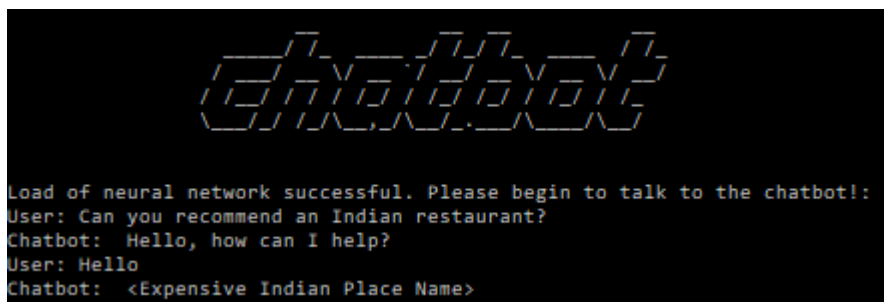 chatbot
Load of neural network successful. Please begin to talk to the chatbot!:
User: Can you recommend an Indian restaurant?
Chatbot:  Hello, how can I help?
User: Hello
Chatbot:  <Expensive Indian Place Name>